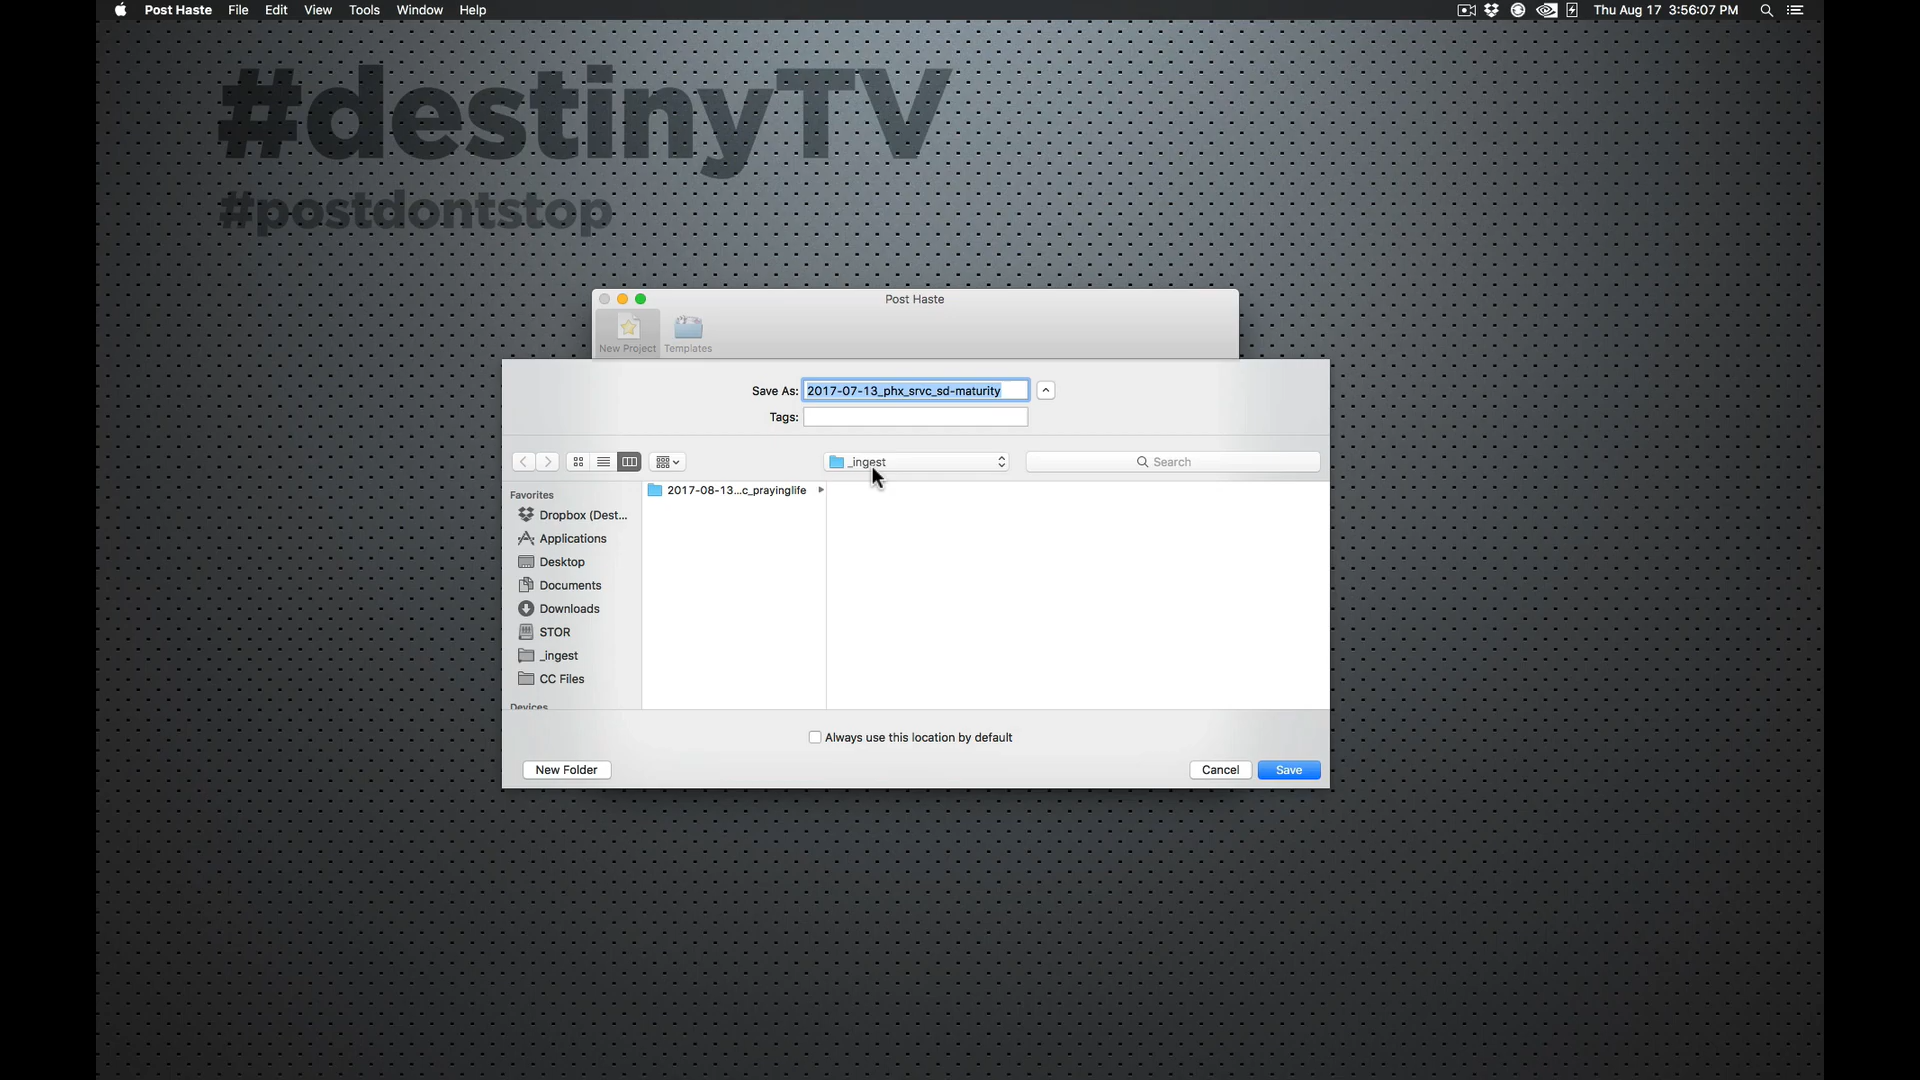 Post Haste File Edit View Tools Window Help Thu Aug 17 3:56:07 PM
#destinyTV
#postdontstop
Post Haste
New Project Templates
Save As: 2017-07-13_phx_srvc_sd-maturity
Tags:
_ingest Search
Favorites
2017-08-13...c_prayinglife
Dropbox (Dest...
Applications
Desktop
Documents
Downloads
STOR
_ingest
CC Files
Devices
Always use this location by default
New Folder Cancel Save